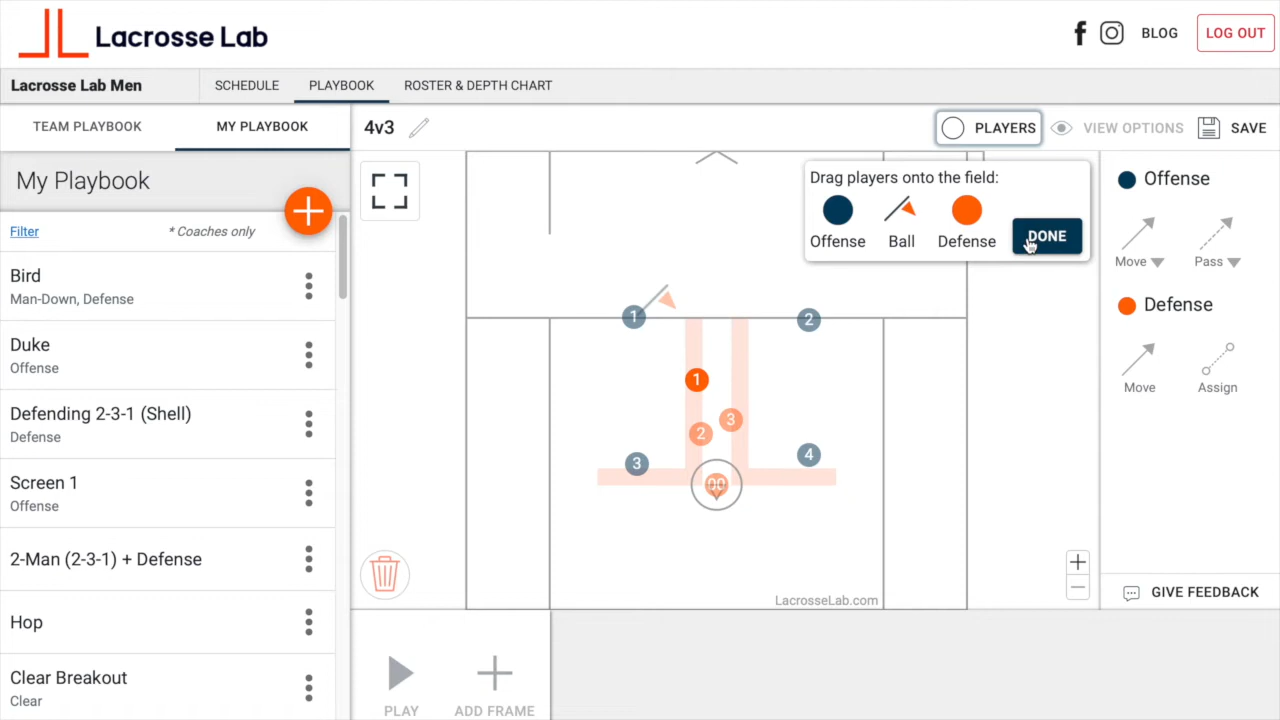 Lacrosse Lab
BLOG
LOG OUT
Lacrosse Lab Men
SCHEDULE
PLAYBOOK
ROSTER & DEPTH CHART
TEAM PLAYBOOK
MY PLAYBOOK
4v3
PLAYERS
VIEW OPTIONS
SAVE
My Playbook
Filter
* Coaches only
Bird
Man-Down, Defense
Duke
Offense
Defending 2-3-1 (Shell)
Defense
Screen 1
Offense
2-Man (2-3-1) + Defense
Hop
Clear Breakout
Clear
Drag players onto the field:
Offense
Ball
Defense
DONE
1
2
1
3
2
3
4
00
LacrosseLab.com
Offense
Move
Pass
Defense
Move
Assign
GIVE FEEDBACK
PLAY
ADD FRAME